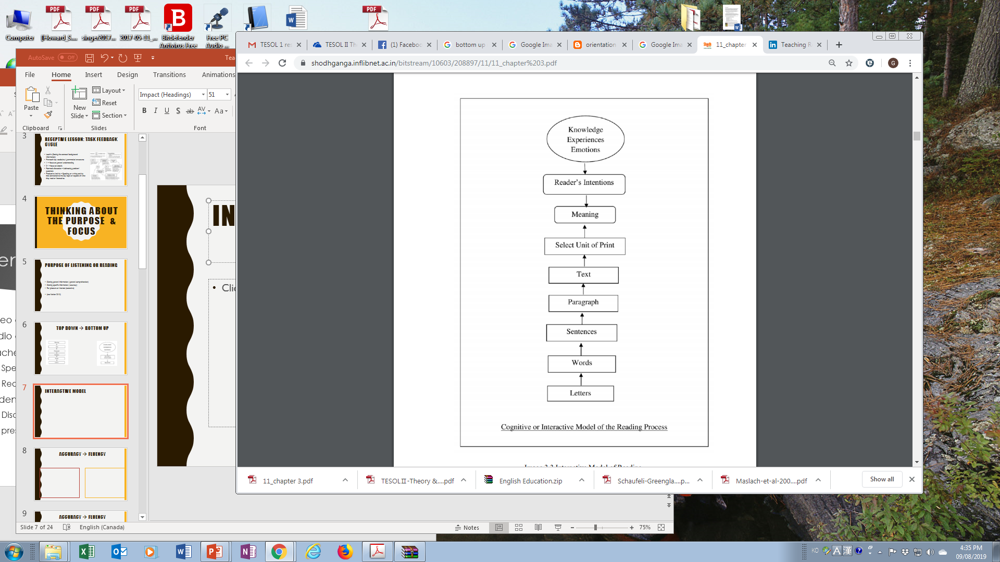 Computer
[Howard_S....
singer2017...
2017-05-11_...
Bitdefender
Antivirus Free
Free PC
Audio ...
TESOL 1 re
TESOL II Th
(1) Faceboo
bottom up
Google Ima
Google Ima
orientation
Google Ima
11_chapter
Teaching R
shodhganga.inflibnet.ac.in/bitstream/10603/208897/11/11_chapter%203.pdf
G
AutoSave
Off
Tea
File
Home
Insert
Design
Transitions
Animations
Paste
New
Slide
Layout
Reset
Section
Impact (Headings)
51
B I U S ab AV Aa
Clipboard
Slides
Font
3
RECEPTIVE LESSON: TASK FEEDBACK
CYCLE
4
THINKING ABOUT
THE PURPOSE &
FOCUS
5
PURPOSE OF LISTENING OR READING
6
TOP DOWN → BOTTOM UP
7
INTERACTIVE MODEL
8
ACCURACY → FLUENCY
9
ACCURACY → FLUENCY
IN
• Clic
Knowledge
Experiences
Emotions
Reader's Intentions
Meaning
Select Unit of Print
Text
Paragraph
Sentences
Words
Letters
Cognitive or Interactive Model of the Reading Process
11_chapter 3.pdf
TESOLII-Theory &....pdf
English Education.zip
Schaufeli-Greengla....p...
Maslach-et-al-200....pdf
Show all
Slide 7 of 24
English (Canada)
Notes
75%
KO
A
漢
4:35 PM
09/08/2019